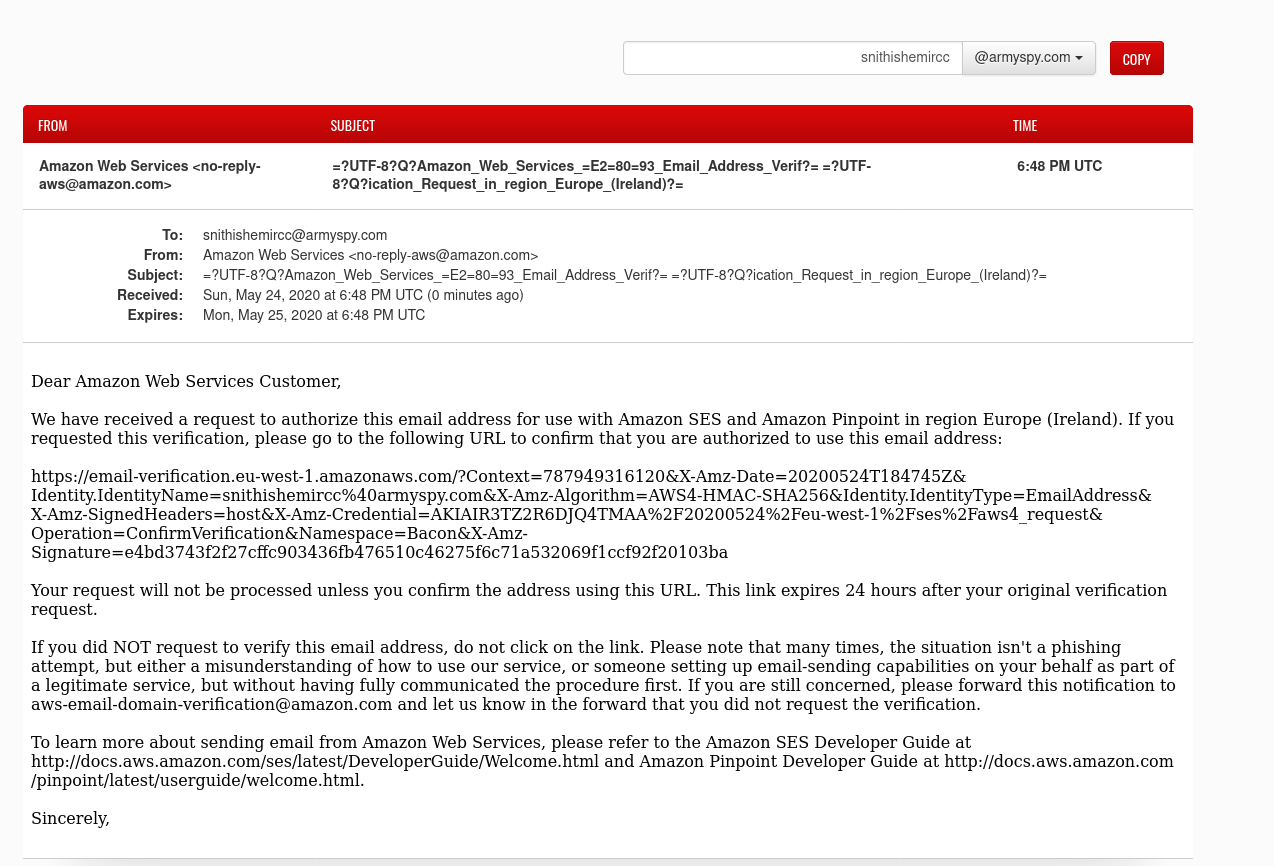 snithishemircc @armyspy.com COPY
FROM SUBJECT TIME
Amazon Web Services <no-reply- =?UTF-8?Q?Amazon_Web_Services_=E2=80=93_Email_Address_Verif?= =?UTF- 6:48 PM UTC
aws@amazon.com> 8?Q?ication_Request_in_region_Europe_(Ireland)?=
To: snithishemircc@armyspy.com
From: Amazon Web Services <no-reply-aws@amazon.com>
Subject: =?UTF-8?Q?Amazon_Web_Services_=E2=80=93_Email_Address_Verif?= =?UTF-8?Q?ication_Request_in_region_Europe_(Ireland)?=
Received: Sun, May 24, 2020 at 6:48 PM UTC (0 minutes ago)
Expires: Mon, May 25, 2020 at 6:48 PM UTC
Dear Amazon Web Services Customer,
We have received a request to authorize this email address for use with Amazon SES and Amazon Pinpoint in region Europe (Ireland). If you
requested this verification, please go to the following URL to confirm that you are authorized to use this email address:
https://email-verification.eu-west-1.amazonaws.com/?Context=787949316120&X-Amz-Date=20200524T184745Z&
Identity.IdentityName=snithishemircc%40armyspy.com&X-Amz-Algorithm=AWS4-HMAC-SHA256&Identity.IdentityType=EmailAddress&
X-Amz-SignedHeaders=host&X-Amz-Credential=AKIAIR3TZ2R6DJQ4TMAA%2F20200524%2Feu-west-1%2Fses%2Faws4_request&
Operation=ConfirmVerification&Namespace=Bacon&X-Amz-
Signature=e4bd3743f2f27cffc903436fb476510c46275f6c71a532069f1ccf92f20103ba
Your request will not be processed unless you confirm the address using this URL. This link expires 24 hours after your original verification
request.
If you did NOT request to verify this email address, do not click on the link. Please note that many times, the situation isn't a phishing
attempt, but either a misunderstanding of how to use our service, or someone setting up email-sending capabilities on your behalf as part of
a legitimate service, but without having fully communicated the procedure first. If you are still concerned, please forward this notification to
aws-email-domain-verification@amazon.com and let us know in the forward that you did not request the verification.
To learn more about sending email from Amazon Web Services, please refer to the Amazon SES Developer Guide at
http://docs.aws.amazon.com/ses/latest/DeveloperGuide/Welcome.html and Amazon Pinpoint Developer Guide at http://docs.aws.amazon.com
/pinpoint/latest/userguide/welcome.html.
Sincerely,